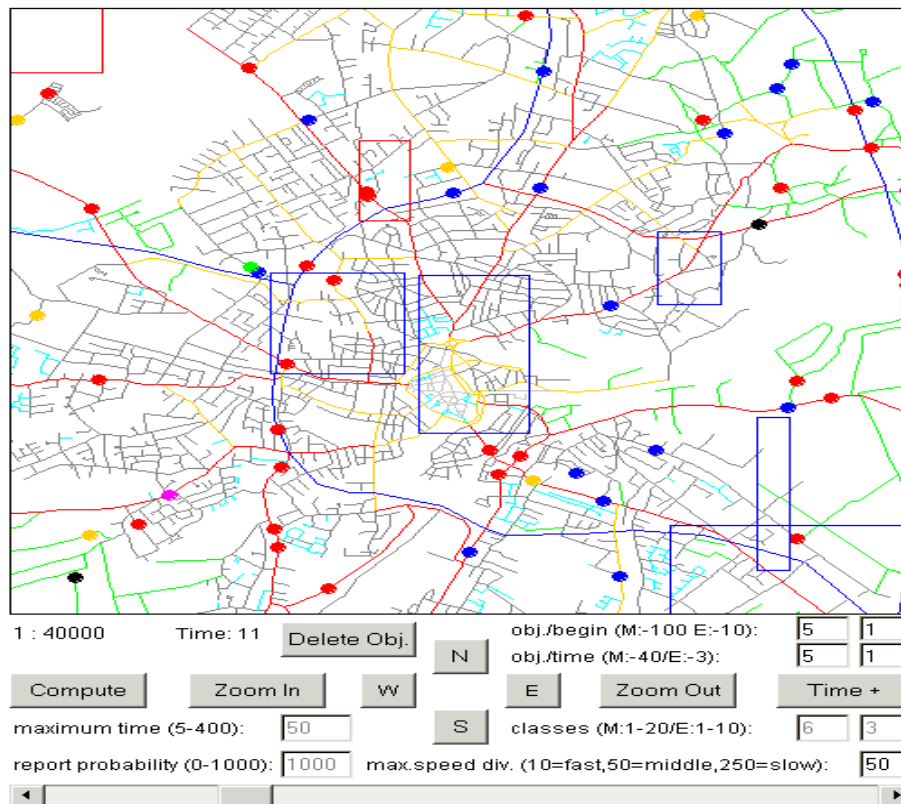 1 : 40000 Time: 11 Delete Obj. N obj./begin (M:-100 E:-10): 5 1
obj./time (M:-40/E:-3): 5 1
Compute Zoom In W E Zoom Out Time +
maximum time (5-400): 50 S classes (M:1-20/E:1-10): 6 3
report probability (0-1000): 1000 max.speed div. (10=fast,50=middle,250=slow): 50